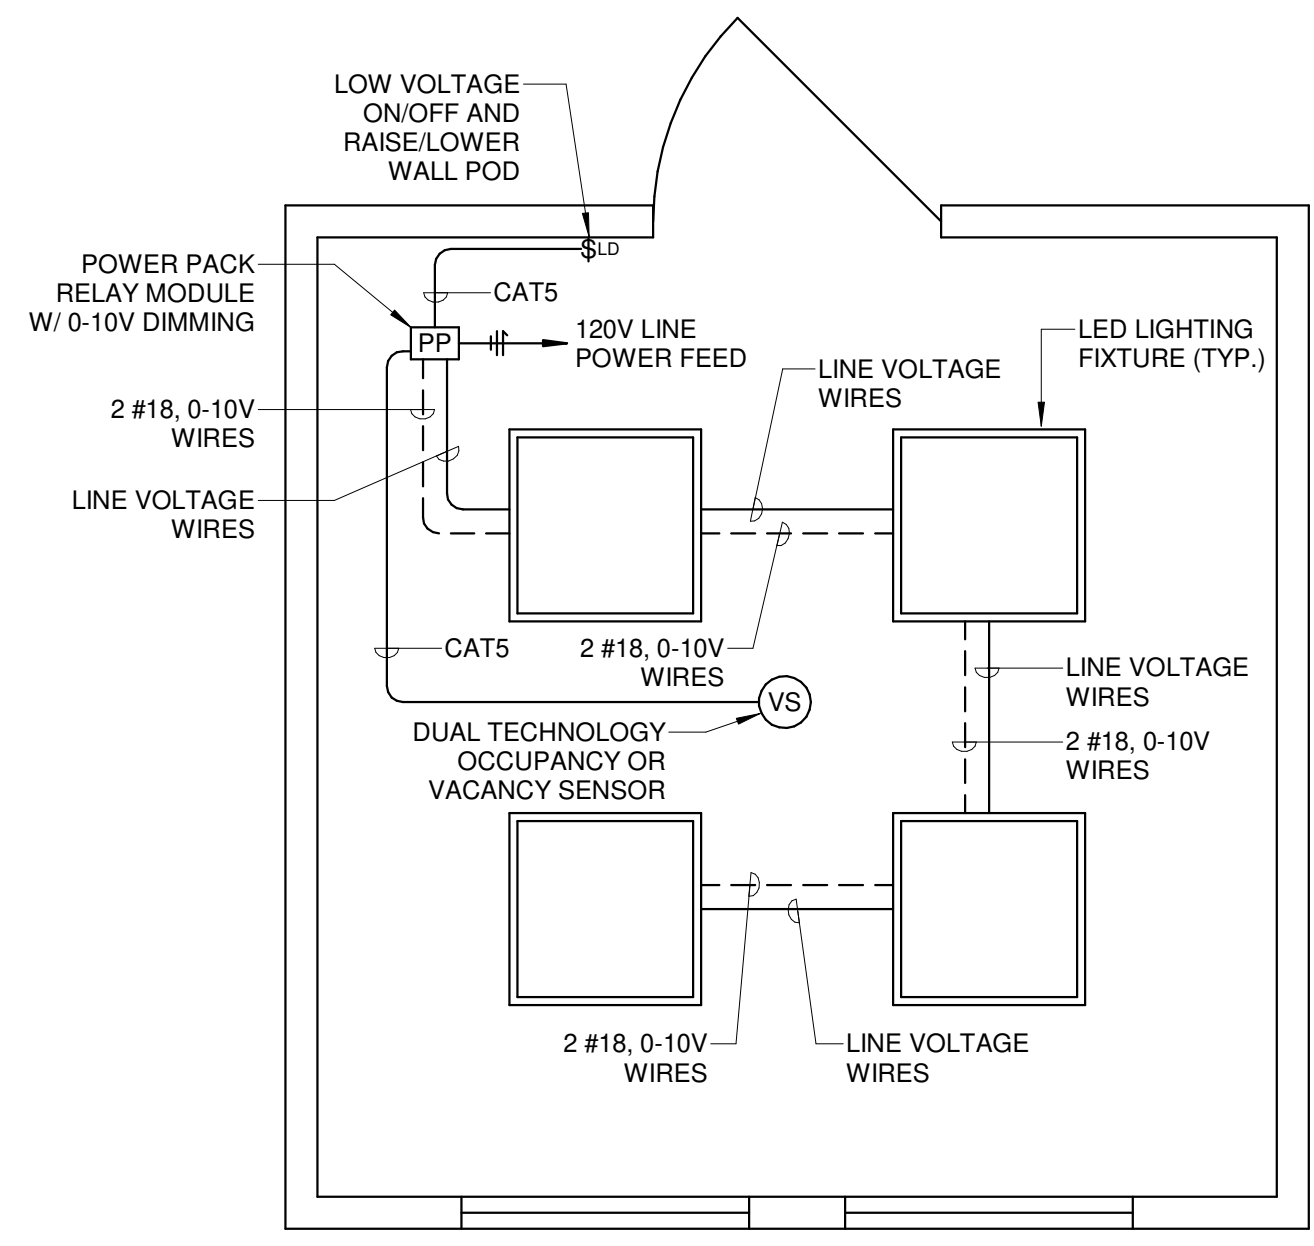 LOW VOLTAGE
ON/OFF AND
RAISE/LOWER
WALL POD
$LD
POWER PACK
RELAY MODULE
W/ 0-10V DIMMING
CAT5
PP
120V LINE
POWER FEED
LED LIGHTING
FIXTURE (TYP.)
LINE VOLTAGE
WIRES
2 #18, 0-10V
WIRES
LINE VOLTAGE
WIRES
CAT5
2 #18, 0-10V
WIRES
LINE VOLTAGE
WIRES
VS
DUAL TECHNOLOGY
OCCUPANCY OR
VACANCY SENSOR
2 #18, 0-10V
WIRES
2 #18, 0-10V
WIRES
LINE VOLTAGE
WIRES